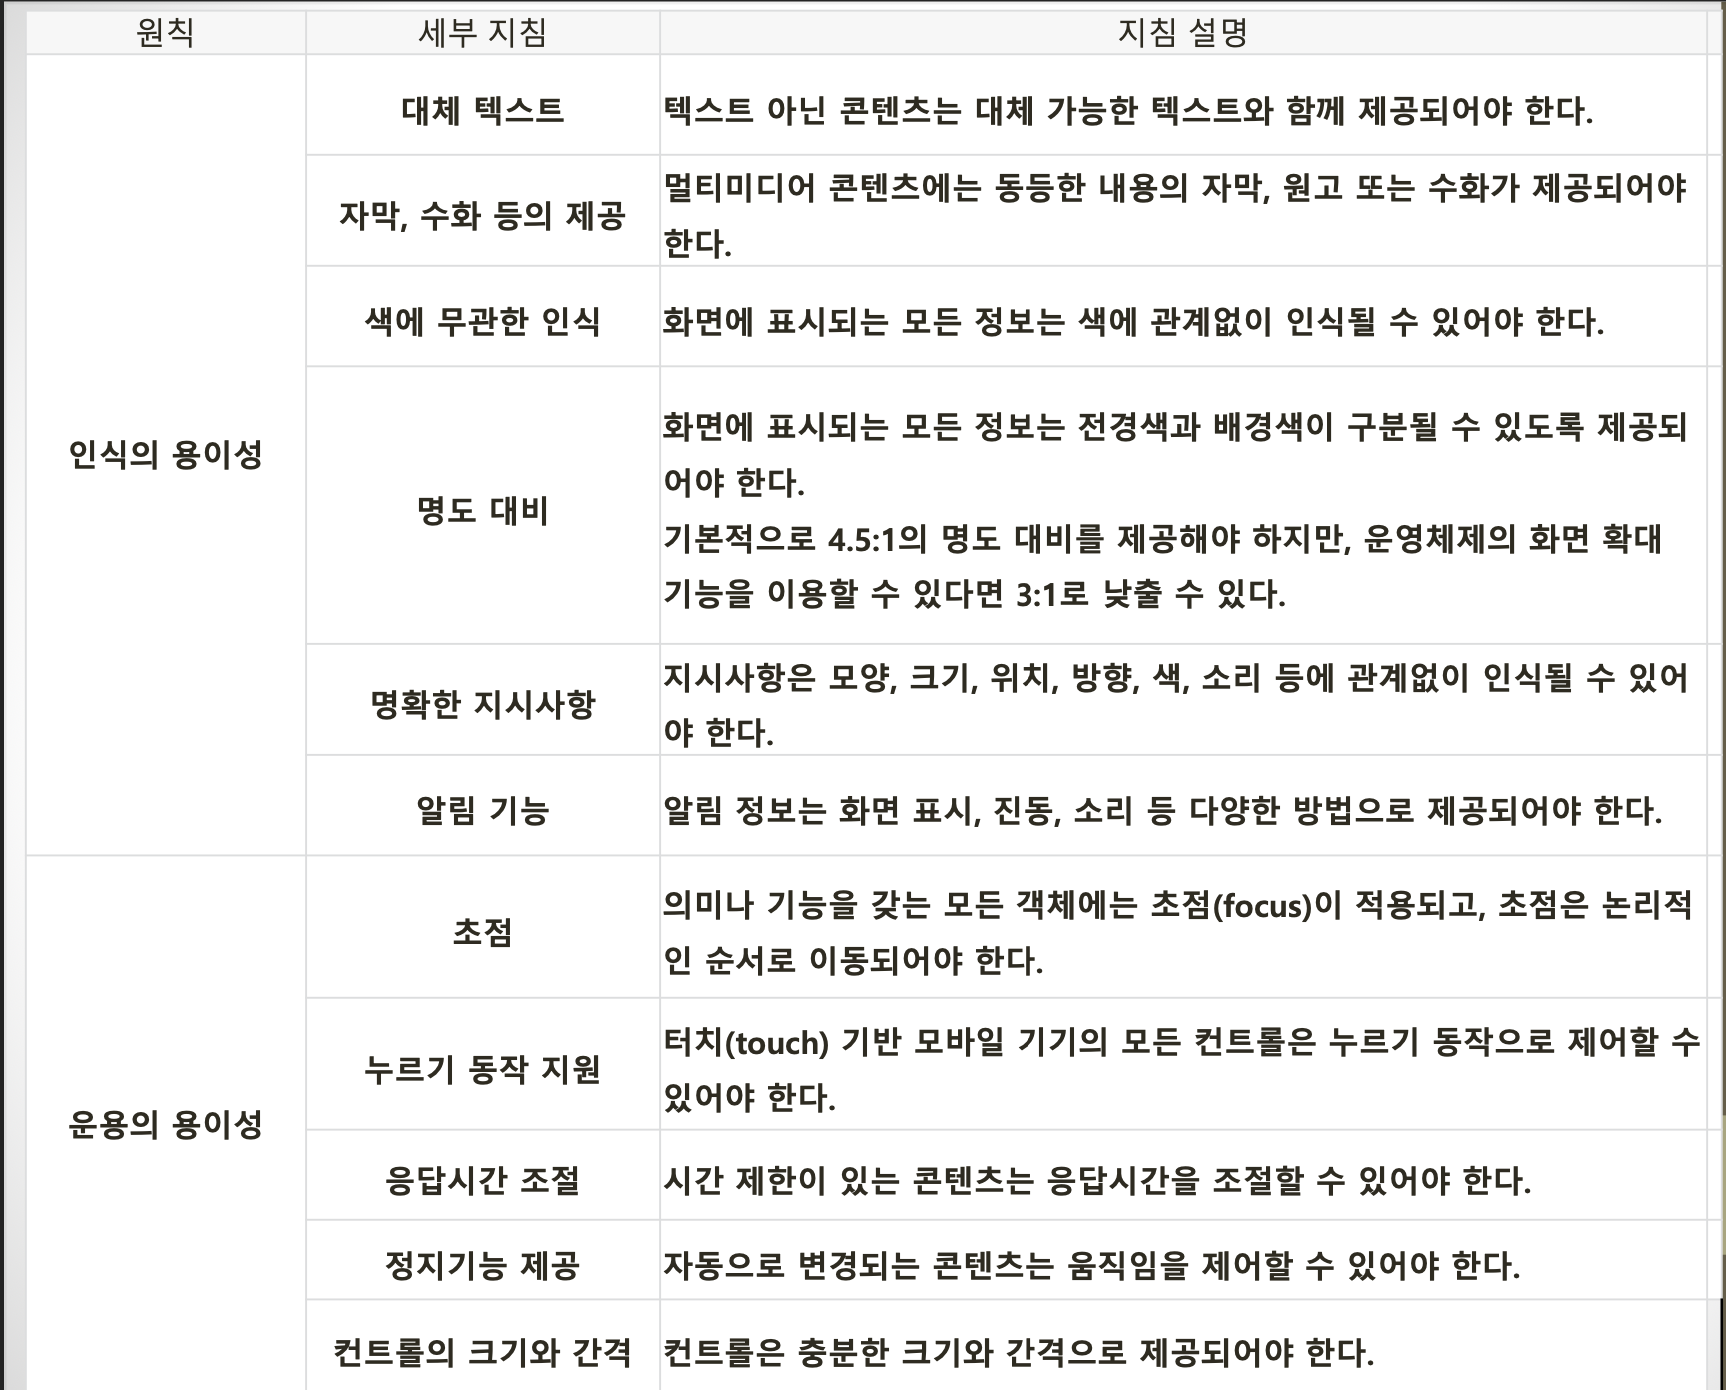 원칙 세부 지침 지침 설명
인식의 용이성
대체 텍스트
텍스트 아닌 콘텐츠는 대체 가능한 텍스트와 함께 제공되어야 한다.
자막, 수화 등의 제공
멀티미디어 콘텐츠에는 동등한 내용의 자막, 원고 또는 수화가 제공되어야
한다.
색에 무관한 인식
화면에 표시되는 모든 정보는 색에 관계없이 인식될 수 있어야 한다.
명도 대비
화면에 표시되는 모든 정보는 전경색과 배경색이 구분될 수 있도록 제공되
어야 한다.
기본적으로 4.5:1의 명도 대비를 제공해야 하지만, 운영체제의 화면 확대
기능을 이용할 수 있다면 3:1로 낮출 수 있다.
명확한 지시사항
지시사항은 모양, 크기, 위치, 방향, 색, 소리 등에 관계없이 인식될 수 있어
야 한다.
알림 기능
알림 정보는 화면 표시, 진동, 소리 등 다양한 방법으로 제공되어야 한다.
운용의 용이성
초점
의미나 기능을 갖는 모든 객체에는 초점(focus)이 적용되고, 초점은 논리적
인 순서로 이동되어야 한다.
누르기 동작 지원
터치(touch) 기반 모바일 기기의 모든 컨트롤은 누르기 동작으로 제어할 수
있어야 한다.
응답시간 조절
시간 제한이 있는 콘텐츠는 응답시간을 조절할 수 있어야 한다.
정지기능 제공
자동으로 변경되는 콘텐츠는 움직임을 제어할 수 있어야 한다.
컨트롤의 크기와 간격
컨트롤은 충분한 크기와 간격으로 제공되어야 한다.